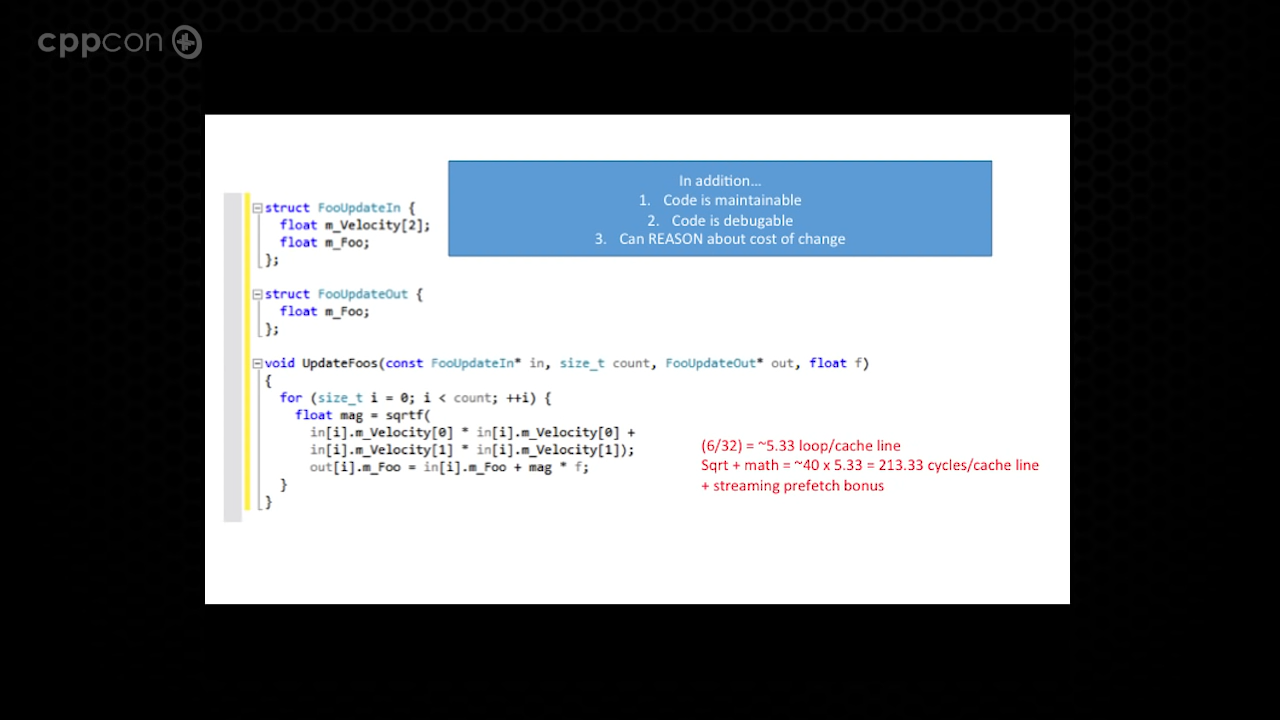 cppcon
In addition...
1. Code is maintainable
2. Code is debugable
3. Can REASON about cost of change
struct FooUpdateIn {
float m_Velocity[2];
float m_Foo;
};
struct FooUpdateOut {
float m_Foo;
};
void UpdateFoos(const FooUpdateIn* in, size_t count, FooUpdateOut* out, float f)
{
for (size_t i = 0; i < count; ++i) {
float mag = sqrtf(
in[i].m_Velocity[0] * in[i].m_Velocity[0] +
in[i].m_Velocity[1] * in[i].m_Velocity[1]);
out[i].m_Foo = in[i].m_Foo + mag * f;
}
}
(6/32) = ~5.33 loop/cache line
Sqrt + math = ~40 x 5.33 = 213.33 cycles/cache line
+ streaming prefetch bonus